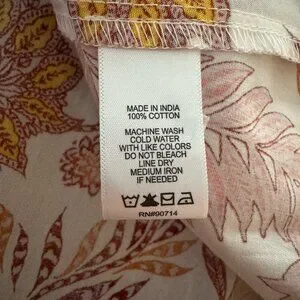 MADE IN INDIA
100% COTTON
MACHINE WASH
COLD WATER
WITH LIKE COLORS
DO NOT BLEACH
LINE DRY
MEDIUM IRON
IF NEEDED
RN#90714